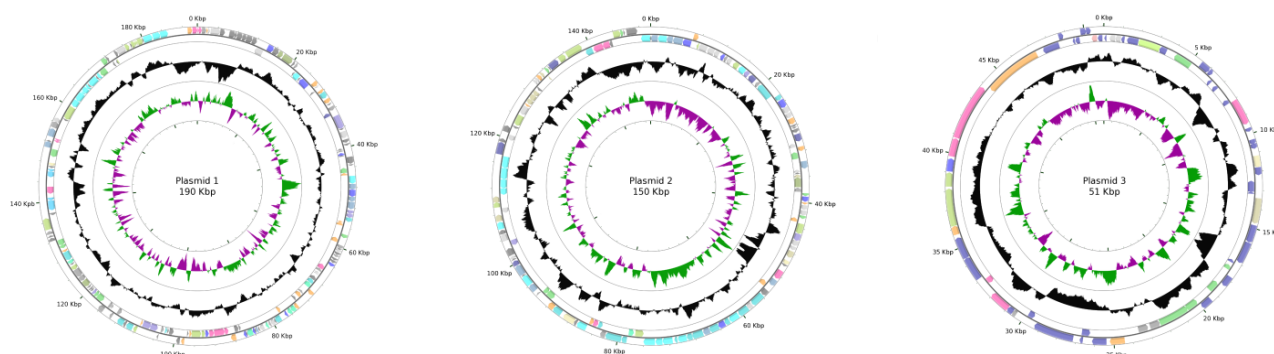 0 Kbp
20 Kbp
40 Kbp
60 Kbp
80 Kbp
120 Kbp
140 Kpb
160 Kbp
180 Kbp
Plasmid 1
190 Kbp
0 Kbp
20 Kbp
40 Kbp
60 Kbp
80 Kbp
100 Kbp
120 Kbp
140 Kbp
Plasmid 2
150 Kbp
0 Kbp
5 Kbp
10 K
15 K
20 Kbp
30 Kbp
35 Kbp
40 Kbp
45 Kbp
Plasmid 3
51 Kbp